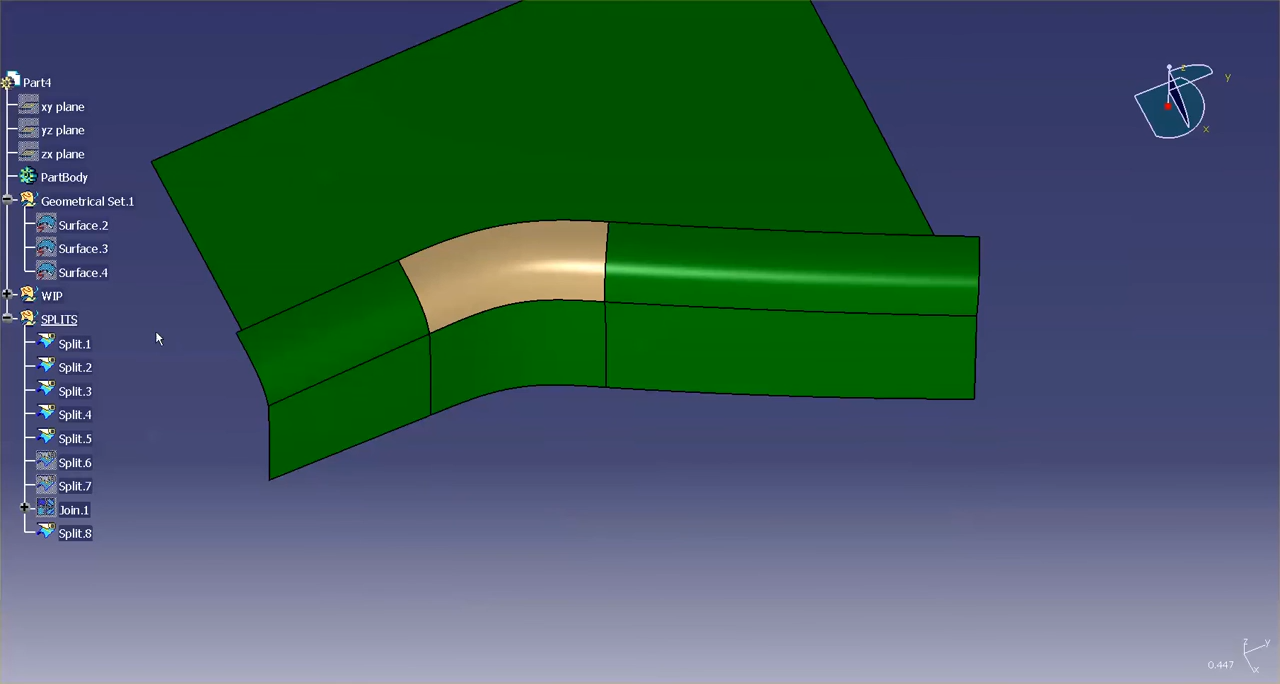 Part4
xy plane
yz plane
zx plane
PartBody
Geometrical Set.1
Surface.2
Surface.3
Surface.4
WIP
SPLITS
Split.1
Split.2
Split.3
Split.4
Split.5
Split.6
Split.7
Join.1
Split.8
z
y
x
z
y
x
0.447